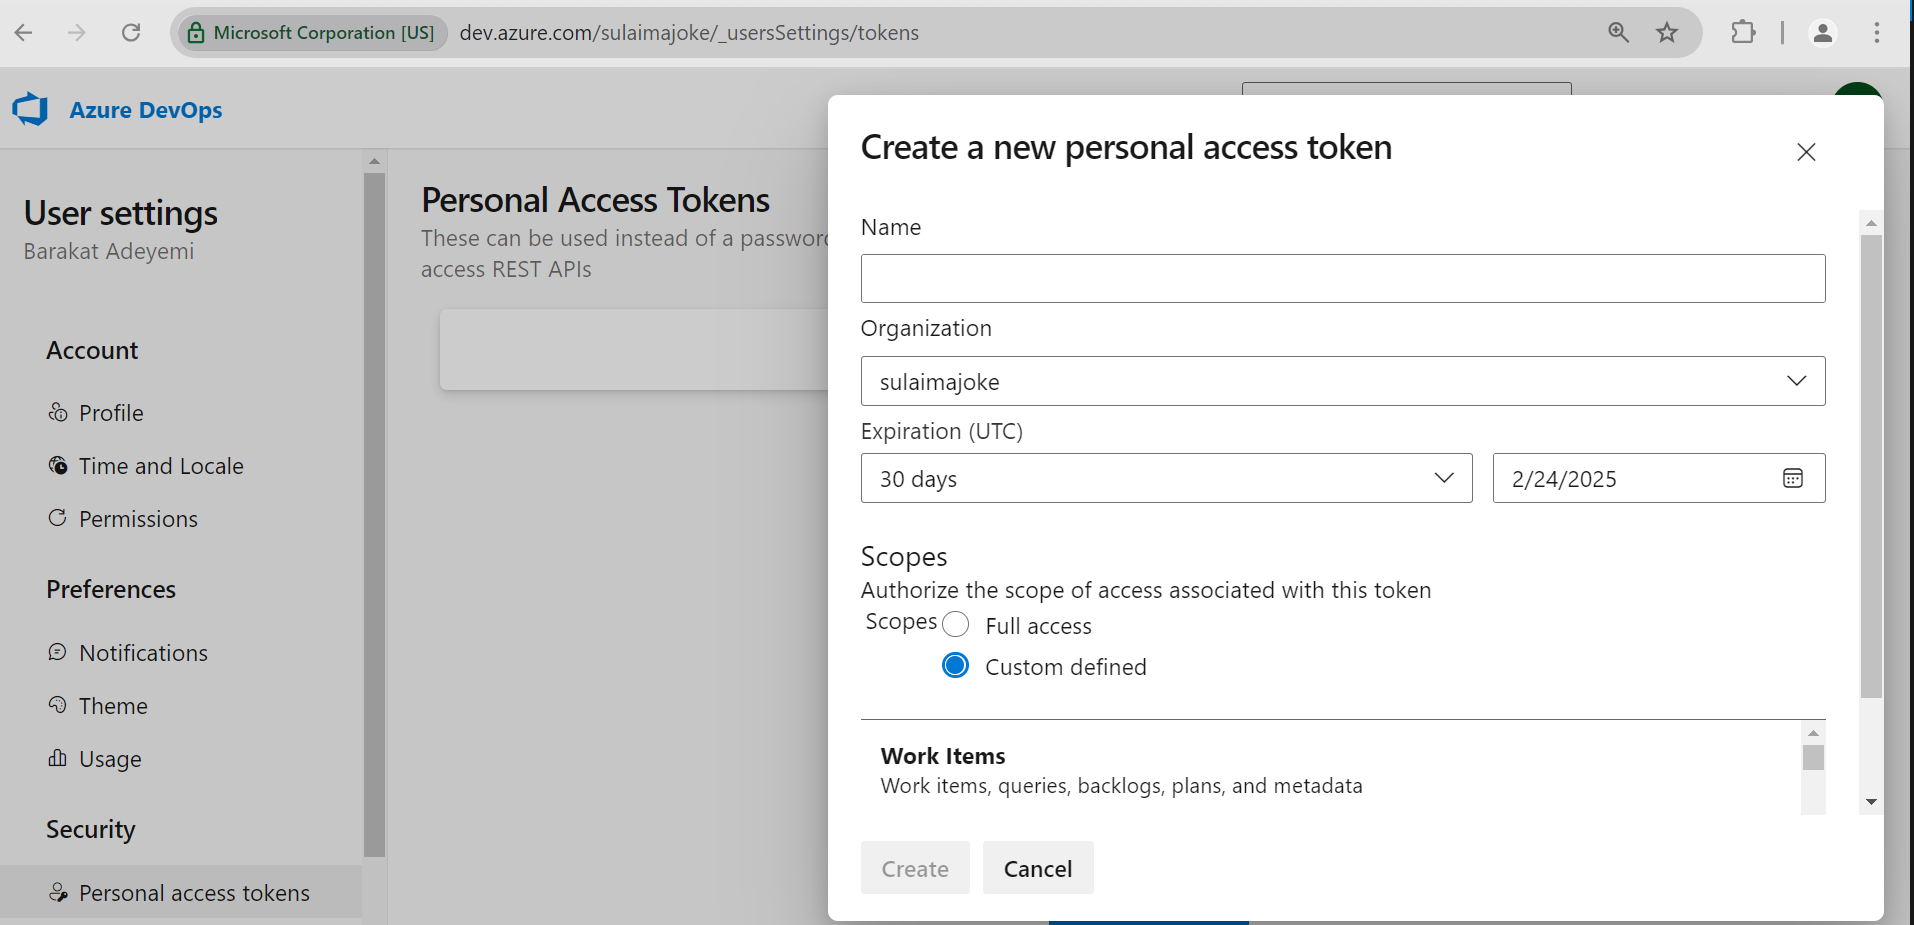 Microsoft Corporation [US]
dev.azure.com/sulaimajoke/_usersSettings/tokens
Azure DevOps
User settings
Barakat Adeyemi
Account
Profile
Time and Locale
Permissions
Preferences
Notifications
Theme
Usage
Security
Personal access tokens
Personal Access Tokens
These can be used instead of a password
access REST APIs
Create a new personal access token
Name
Organization
sulaimajoke
Expiration (UTC)
30 days
2/24/2025
Scopes
Authorize the scope of access associated with this token
Scopes
Full access
Custom defined
Work Items
Work items, queries, backlogs, plans, and metadata
Create
Cancel